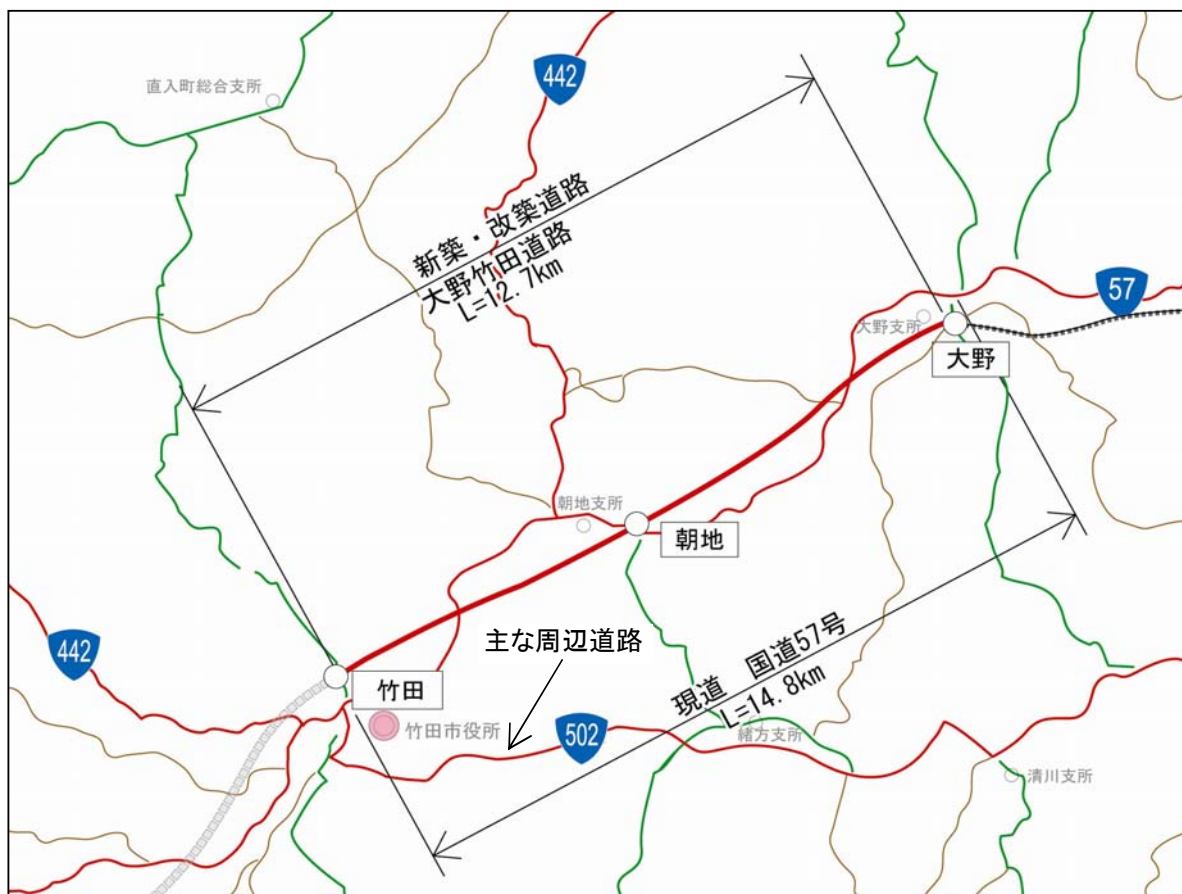 直入町総合支所
442
新築・改築道路
大野竹田道路
L=12.7km
57
大野支所
大野
朝地支所
朝地
主な周辺道路
442
竹田
現道 国道57号
L=14.8km
竹田市役所
502
緒方支所
清川支所